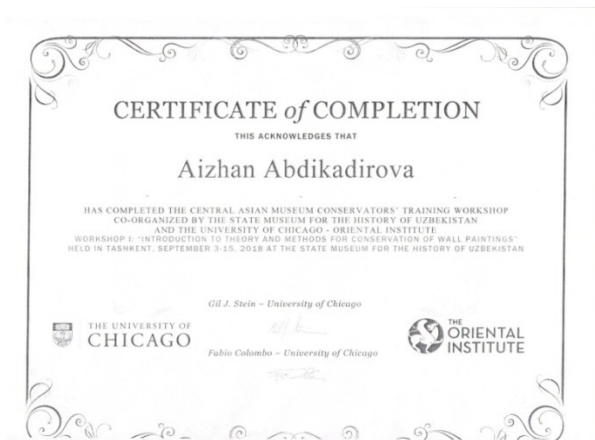 CERTIFICATE of COMPLETION
THIS ACKNOWLEDGES THAT
Aizhan Abdikadirova
HAS COMPLETED THE CENTRAL ASIAN MUSEUM CONSERVATORS' TRAINING WORKSHOP
CO-ORGANIZED BY THE STATE MUSEUM FOR THE HISTORY OF UZBEKISTAN
AND THE UNIVERSITY OF CHICAGO - ORIENTAL INSTITUTE
WORKSHOP I: "INTRODUCTION TO THEORY AND METHODS FOR CONSERVATION OF WALL PAINTINGS"
HELD IN TASHKENT, SEPTEMBER 3-15, 2018 AT THE STATE MUSEUM FOR THE HISTORY OF UZBEKISTAN
Gil J. Stein – University of Chicago
THE UNIVERSITY OF
CHICAGO
THE
ORIENTAL
INSTITUTE
Fabio Colombo – University of Chicago